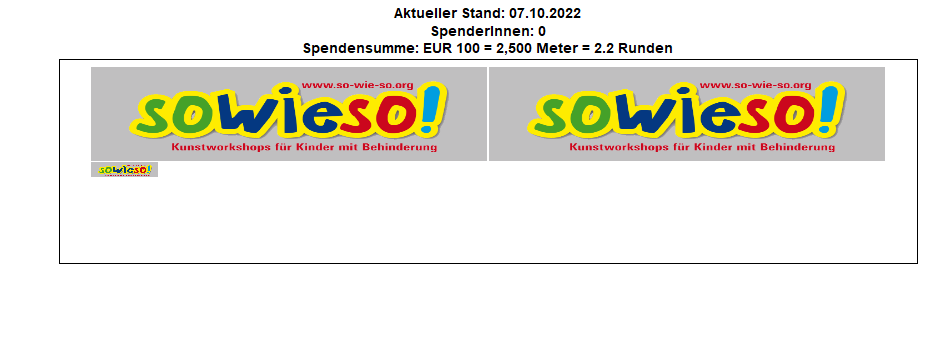 Aktueller Stand: 07.10.2022
SpenderInnen: 0
Spendensumme: EUR 100 = 2,500 Meter = 2.2 Runden
www.so-wie-so.org
sowieso!
Kunstworkshops für Kinder mit Behinderung
www.so-wie-so.org
sowieso!
Kunstworkshops für Kinder mit Behinderung
sowieso!